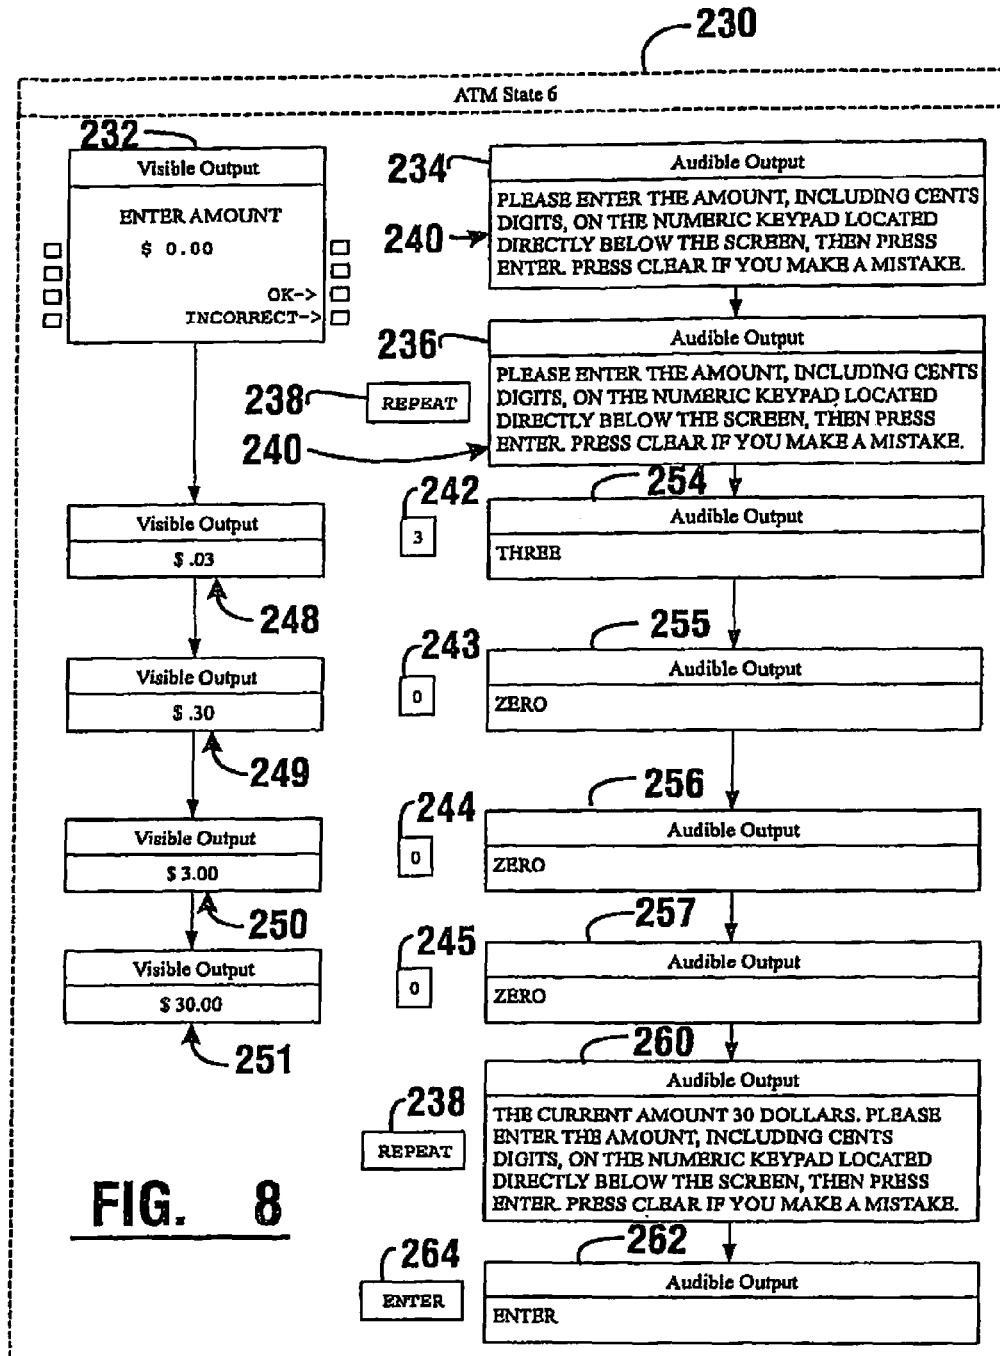 230
ATM State 6
232
Visible Output
ENTER AMOUNT
$ 0.00
OK->
INCORRECT->
234
Audible Output
PLEASE ENTER THE AMOUNT, INCLUDING CENTS
DIGITS, ON THE NUMERIC KEYPAD LOCATED
DIRECTLY BELOW THE SCREEN, THEN PRESS
ENTER. PRESS CLEAR IF YOU MAKE A MISTAKE.
240
236
Audible Output
PLEASE ENTER THE AMOUNT, INCLUDING CENTS
DIGITS, ON THE NUMERIC KEYPAD LOCATED
DIRECTLY BELOW THE SCREEN, THEN PRESS
ENTER. PRESS CLEAR IF YOU MAKE A MISTAKE.
238
REPEAT
240
Visible Output
$ .03
248
242
3
254
Audible Output
THREE
Visible Output
$ .30
249
243
0
255
Audible Output
ZERO
Visible Output
$ 3.00
250
244
0
256
Audible Output
ZERO
Visible Output
$ 30.00
251
245
0
257
Audible Output
ZERO
238
REPEAT
260
Audible Output
THE CURRENT AMOUNT 30 DOLLARS. PLEASE
ENTER THE AMOUNT, INCLUDING CENTS
DIGITS, ON THE NUMERIC KEYPAD LOCATED
DIRECTLY BELOW THE SCREEN, THEN PRESS
ENTER. PRESS CLEAR IF YOU MAKE A MISTAKE.
264
ENTER
262
Audible Output
ENTER
FIG. 8